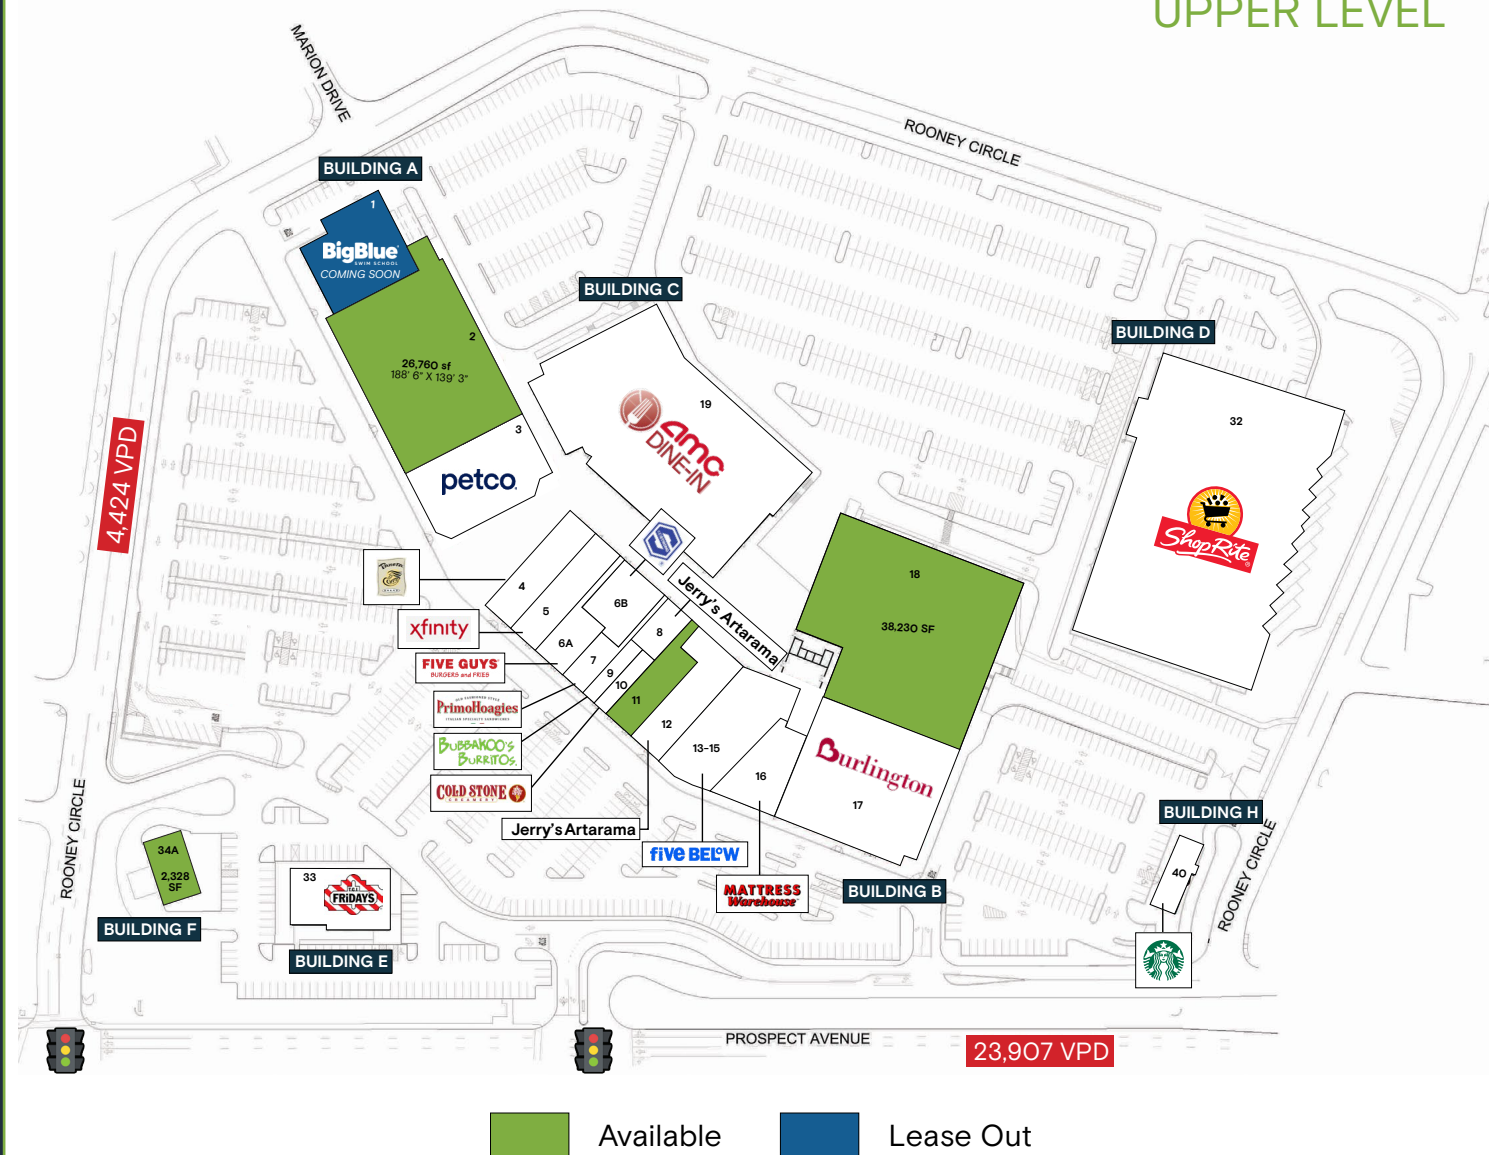 UPPER LEVEL
MARION DRIVE
ROONEY CIRCLE
BUILDING A
1
BigBlue
SWIM SCHOOL
COMING SOON
2
26,760 sf
188' 6" X 139' 3"
3
petco
BUILDING C
19
amc
DINE-IN
BUILDING D
32
ShopRite
4,424 VPD
18
38,230 SF
Jerry's Artarama
4
5
6B
6A
8
7
9
10
11
12
13-15
16
Panera
xfinity
FIVE GUYS
BURGERS and FRIES
PrimoHoagies
BUBBAKOO'S
BURRITOS
COLD STONE
CREAMERY
Jerry's Artarama
fiVe BEL°W
MATTRESS
Warehouse
Burlington
17
BUILDING B
BUILDING H
40
ROONEY CIRCLE
ROONEY CIRCLE
34A
2,328
SF
BUILDING F
33
FRiDAYS
BUILDING E
PROSPECT AVENUE
23,907 VPD
Available
Lease Out